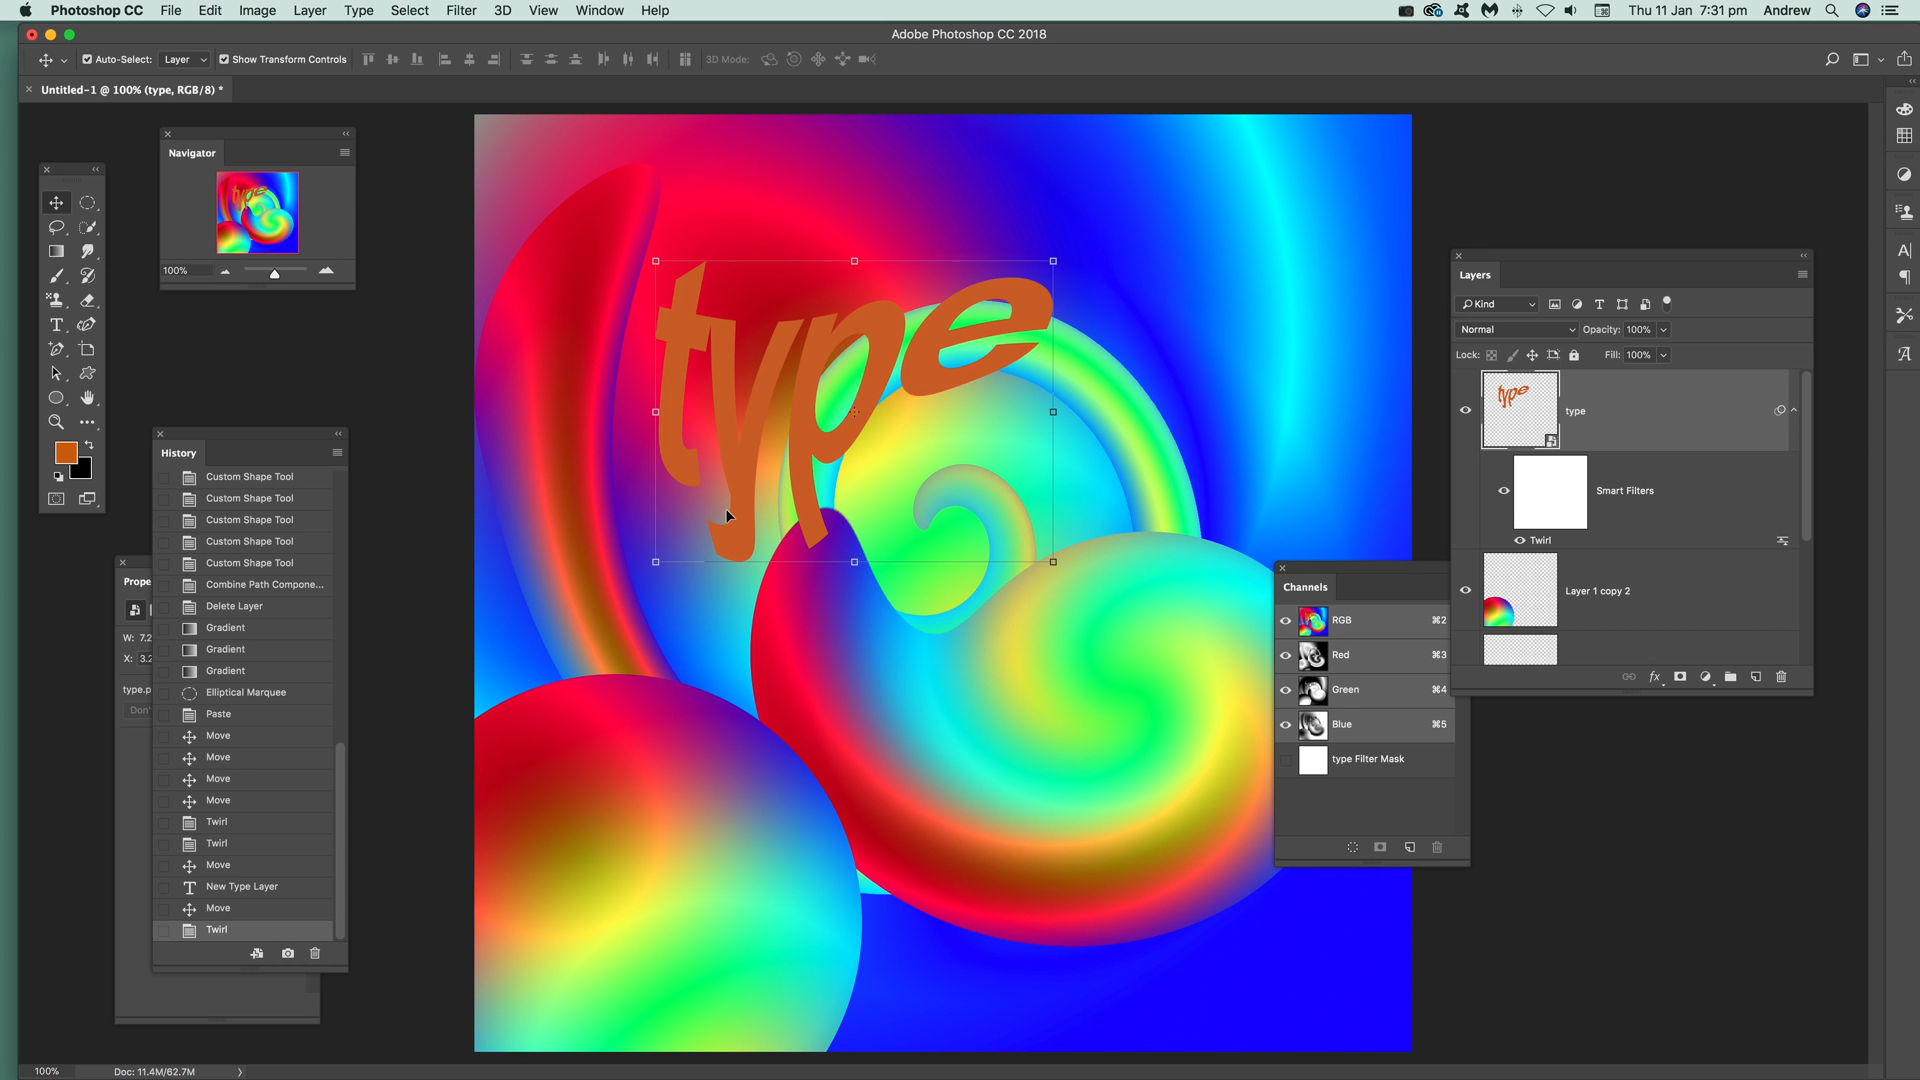 Photoshop CC File Edit Image Layer Type Select Filter 3D View Window Help Thu 11 Jan 7:31 pm Andrew
Adobe Photoshop CC 2018
Auto-Select: Layer Show Transform Controls 3D Mode:
Untitled-1 @ 100% (type, RGB/8) *
Navigator
100%
type
History
Custom Shape Tool
Custom Shape Tool
Custom Shape Tool
Custom Shape Tool
Custom Shape Tool
Combine Path Compone...
Delete Layer
Gradient
Gradient
Gradient
Elliptical Marquee
Paste
Move
Move
Move
Move
Twirl
Twirl
Move
New Type Layer
Move
Twirl
Prope
W: 7.2
X: 3.2
type.p
Don'
Layers
Kind
Normal Opacity: 100%
Lock: Fill: 100%
type
type
Smart Filters
Twirl
Layer 1 copy 2
fx
Channels
RGB ⌘2
Red ⌘3
Green ⌘4
Blue ⌘5
type Filter Mask
100% Doc: 11.4M/62.7M